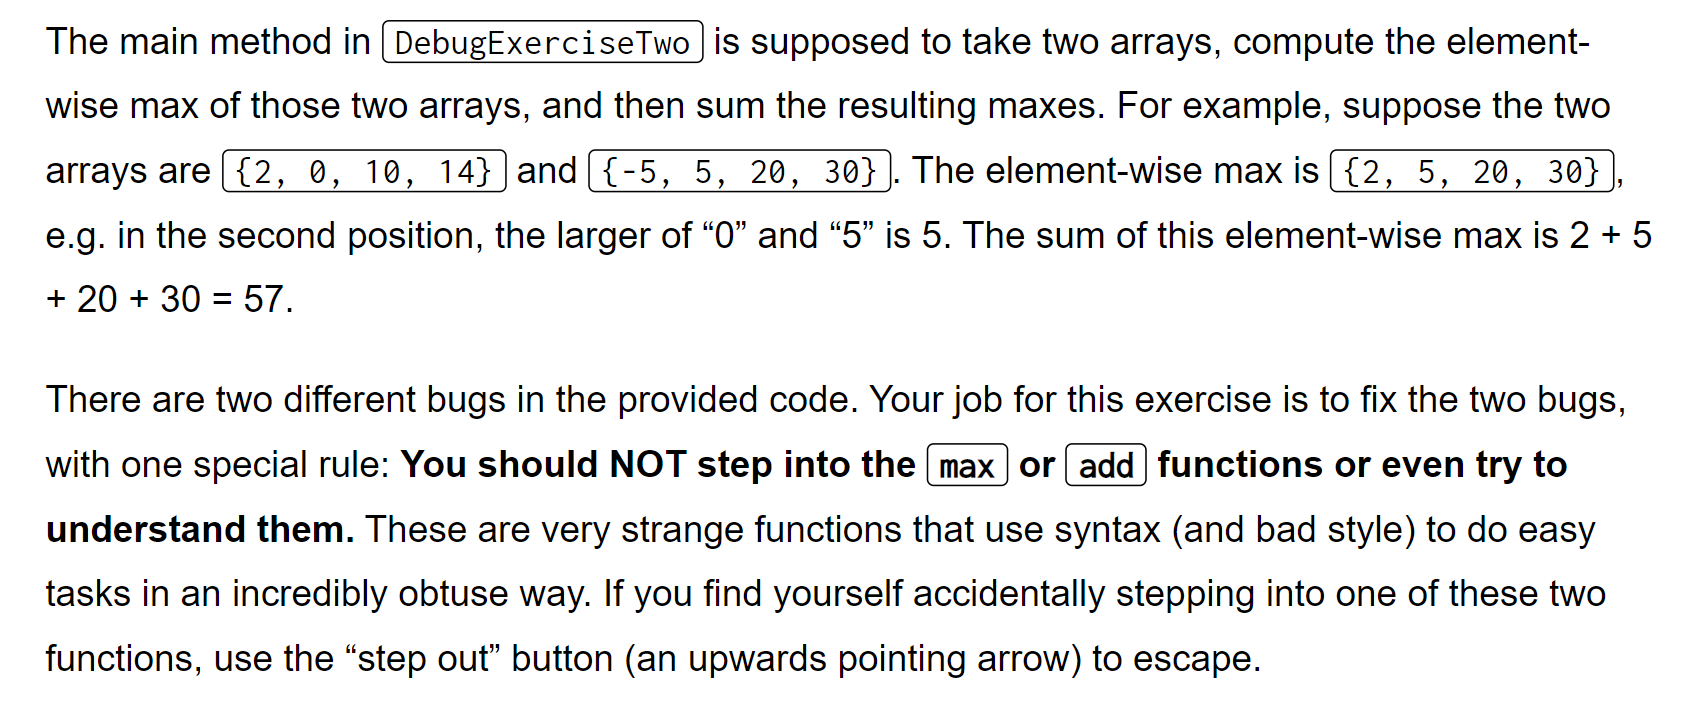 The main method in DebugExerciseTwo is supposed to take two arrays, compute the element-
wise max of those two arrays, and then sum the resulting maxes. For example, suppose the two
arrays are {2, 0, 10, 14} and {-5, 5, 20, 30}. The element-wise max is {2, 5, 20, 30},
e.g. in the second position, the larger of “0” and “5” is 5. The sum of this element-wise max is 2 + 5
+ 20 + 30 = 57.
There are two different bugs in the provided code. Your job for this exercise is to fix the two bugs,
with one special rule: You should NOT step into the max or add functions or even try to
understand them. These are very strange functions that use syntax (and bad style) to do easy
tasks in an incredibly obtuse way. If you find yourself accidentally stepping into one of these two
functions, use the “step out” button (an upwards pointing arrow) to escape.